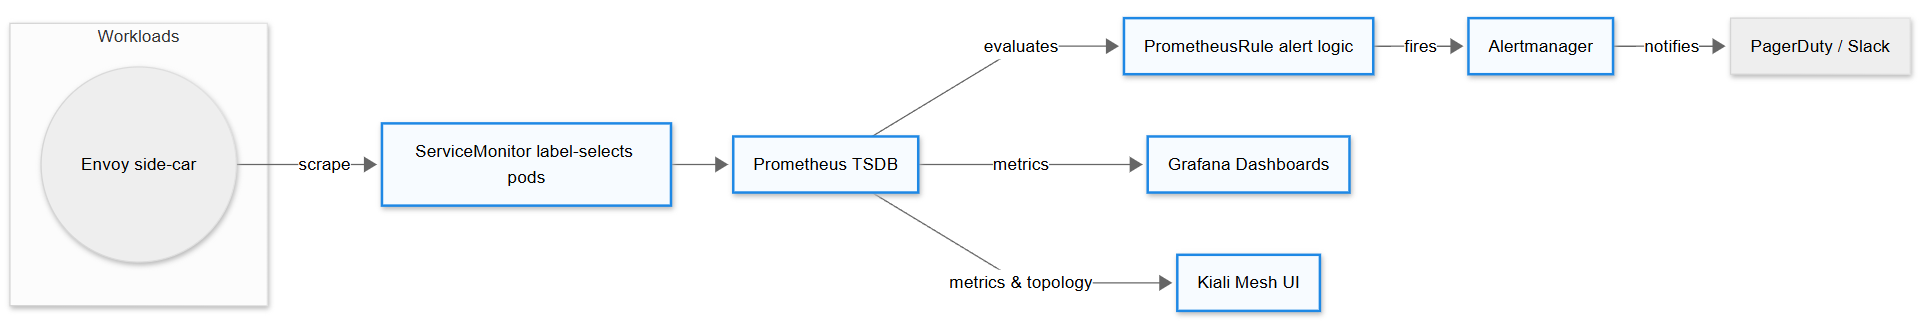 Workloads
Envoy side-car
scrape
ServiceMonitor label-selects
pods
Prometheus TSDB
evaluates
PrometheusRule alert logic
fires
Alertmanager
notifies
PagerDuty / Slack
metrics
Grafana Dashboards
metrics & topology
Kiali Mesh UI